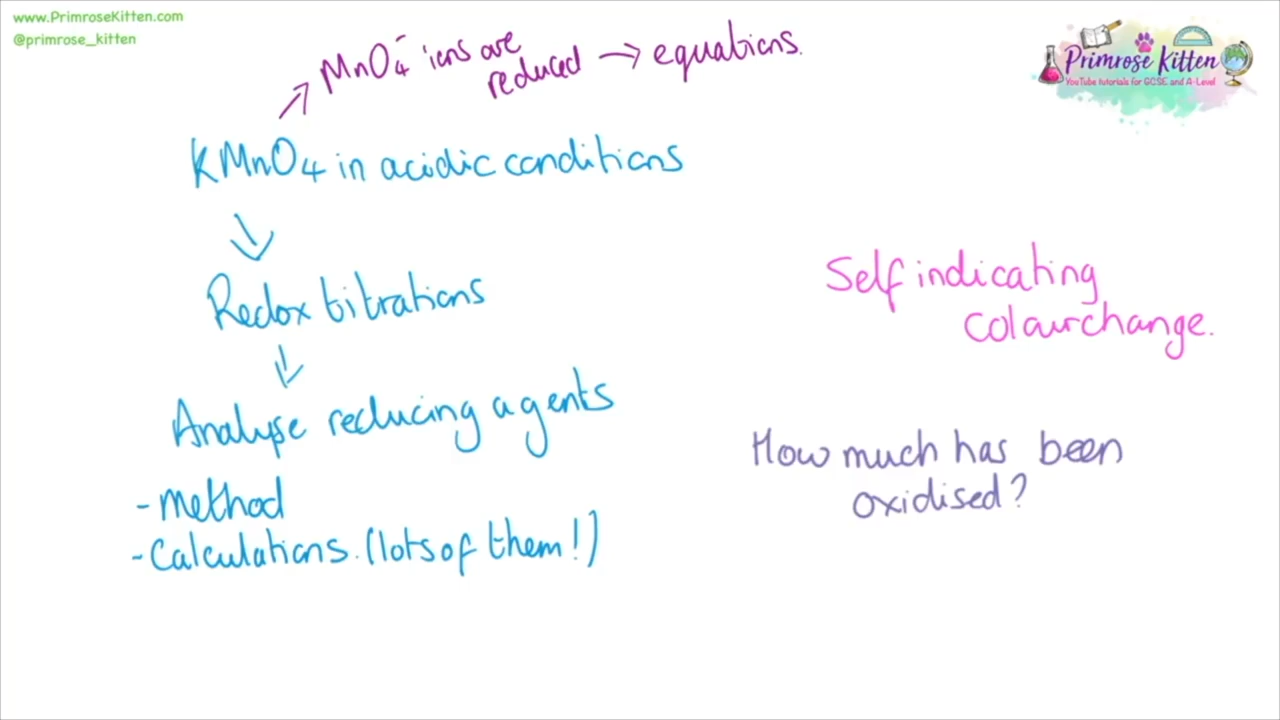 www.PrimroseKitten.com
@primrose_kitten
Primrose Kitten
YouTube tutorials for GCSE and A-Level
MnO4⁻ ions are
reduced → equations.
KMnO4 in acidic conditions
Redox titrations
Analyse reducing agents
- Method
- Calculations. (lots of them!)
Self indicating
colour change.
How much has been
oxidised?